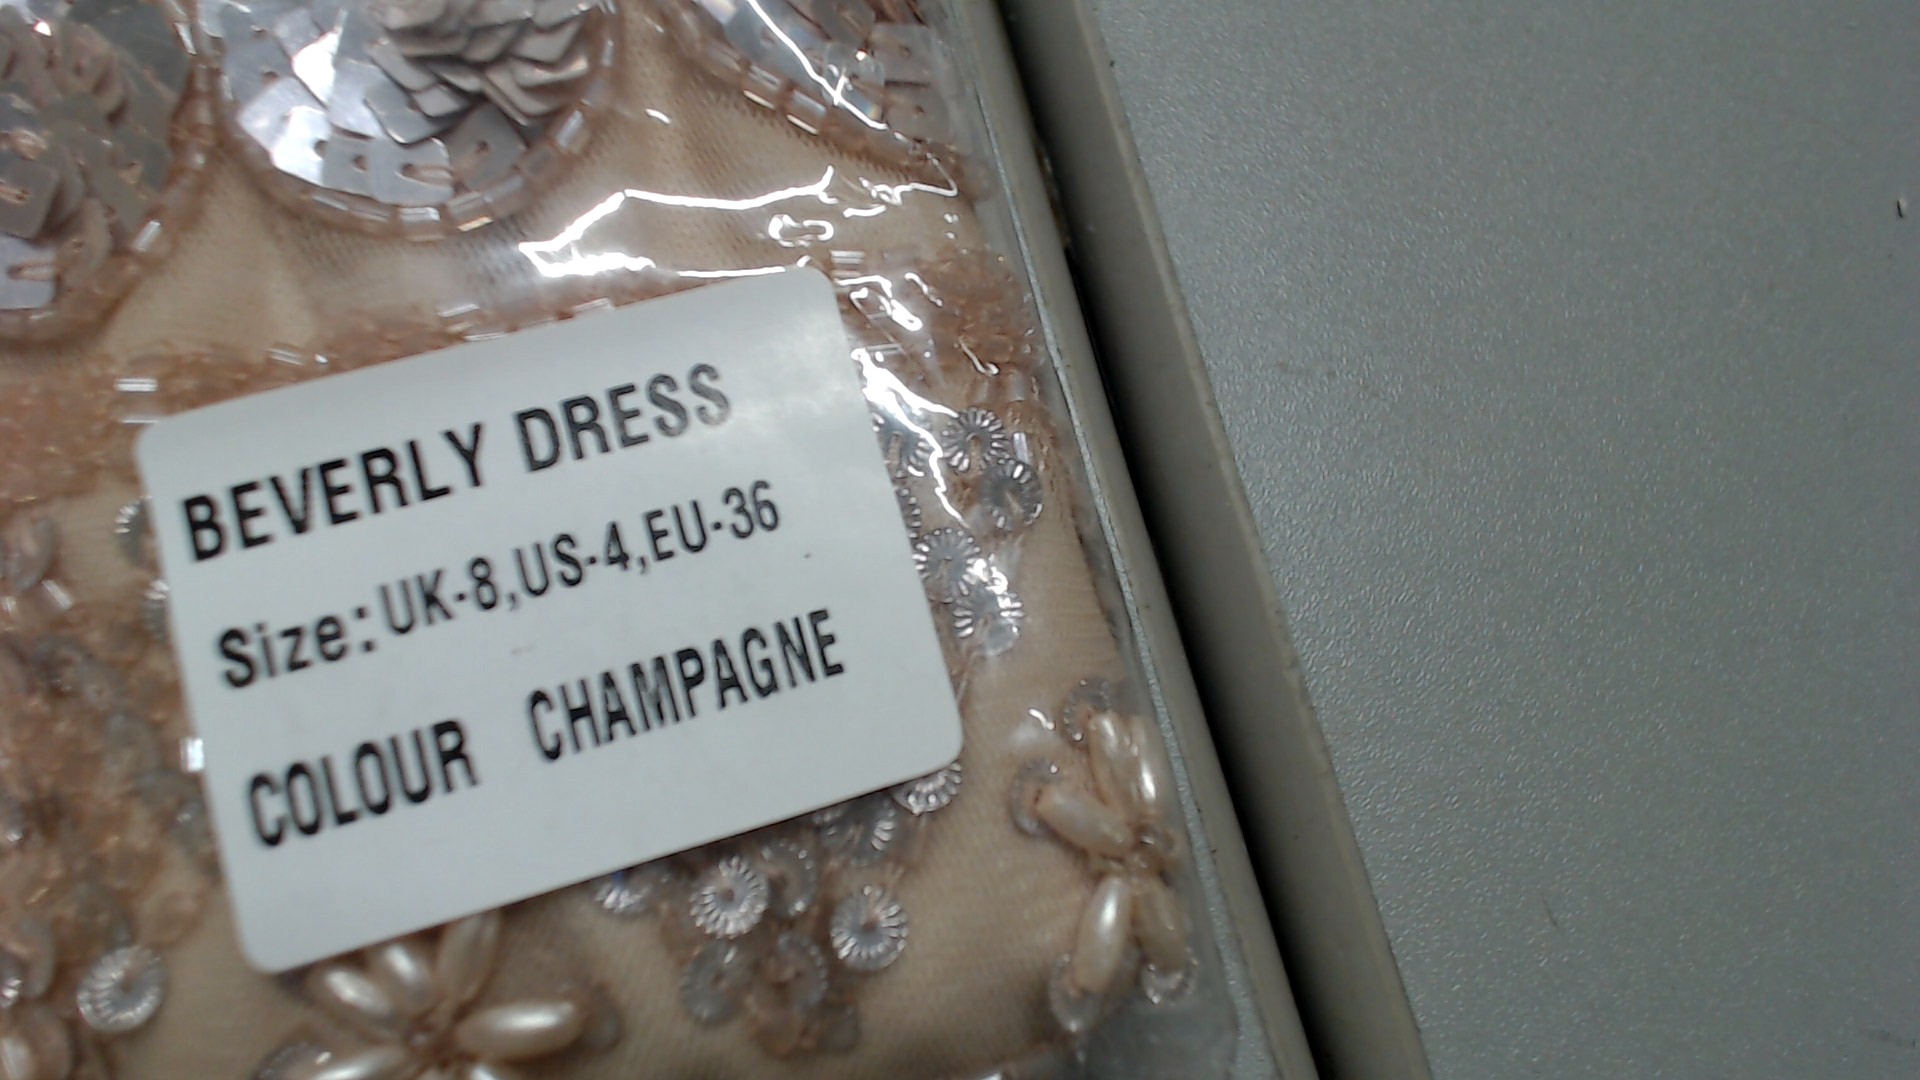 BEVERLY DRESS
Size:UK-8,US-4,EU-36
COLOUR CHAMPAGNE